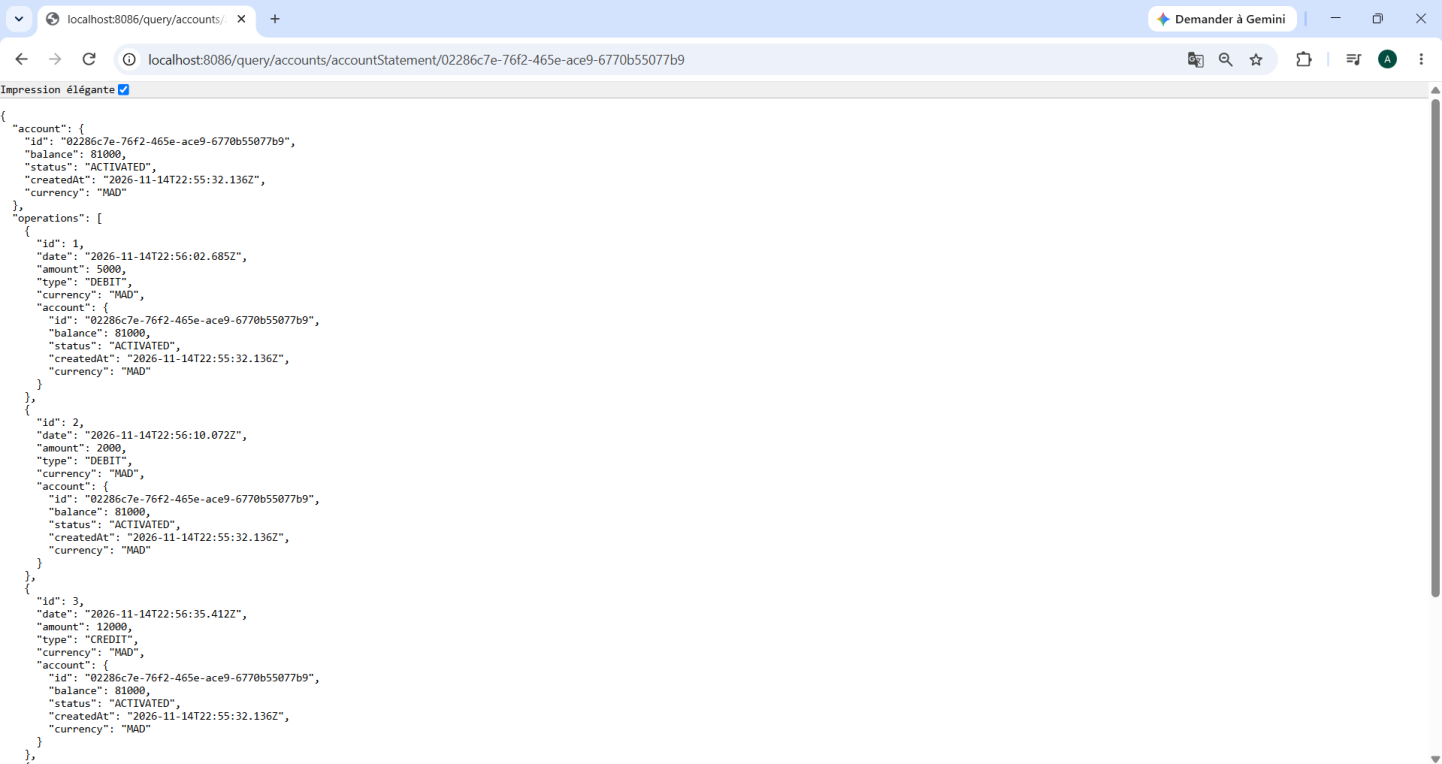 localhost:8086/query/accounts/
Demander à Gemini
localhost:8086/query/accounts/accountStatement/02286c7e-76f2-465e-ace9-6770b55077b9
A
Impression élégante
{
  "account": {
    "id": "02286c7e-76f2-465e-ace9-6770b55077b9",
    "balance": 81000,
    "status": "ACTIVATED",
    "createdAt": "2026-11-14T22:55:32.136Z",
    "currency": "MAD"
  },
  "operations": [
    {
      "id": 1,
      "date": "2026-11-14T22:56:02.685Z",
      "amount": 5000,
      "type": "DEBIT",
      "currency": "MAD",
      "account": {
        "id": "02286c7e-76f2-465e-ace9-6770b55077b9",
        "balance": 81000,
        "status": "ACTIVATED",
        "createdAt": "2026-11-14T22:55:32.136Z",
        "currency": "MAD"
      }
    },
    {
      "id": 2,
      "date": "2026-11-14T22:56:10.072Z",
      "amount": 2000,
      "type": "DEBIT",
      "currency": "MAD",
      "account": {
        "id": "02286c7e-76f2-465e-ace9-6770b55077b9",
        "balance": 81000,
        "status": "ACTIVATED",
        "createdAt": "2026-11-14T22:55:32.136Z",
        "currency": "MAD"
      }
    },
    {
      "id": 3,
      "date": "2026-11-14T22:56:35.412Z",
      "amount": 12000,
      "type": "CREDIT",
      "currency": "MAD",
      "account": {
        "id": "02286c7e-76f2-465e-ace9-6770b55077b9",
        "balance": 81000,
        "status": "ACTIVATED",
        "createdAt": "2026-11-14T22:55:32.136Z",
        "currency": "MAD"
      }
    },